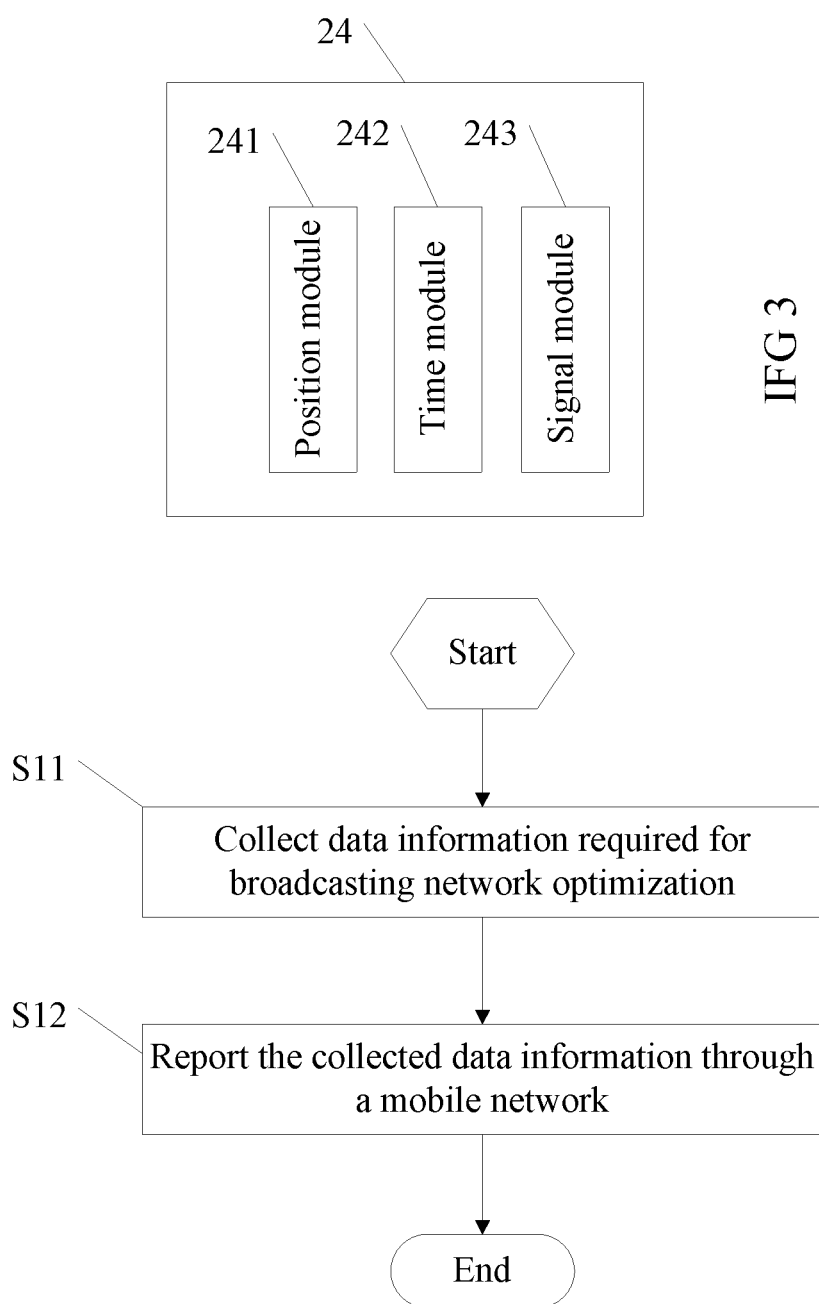 24
241
242
243
Position module
Time module
Signal module
IFG 3
Start
S11
Collect data information required for
broadcasting network optimization
S12
Report the collected data information through
a mobile network
End